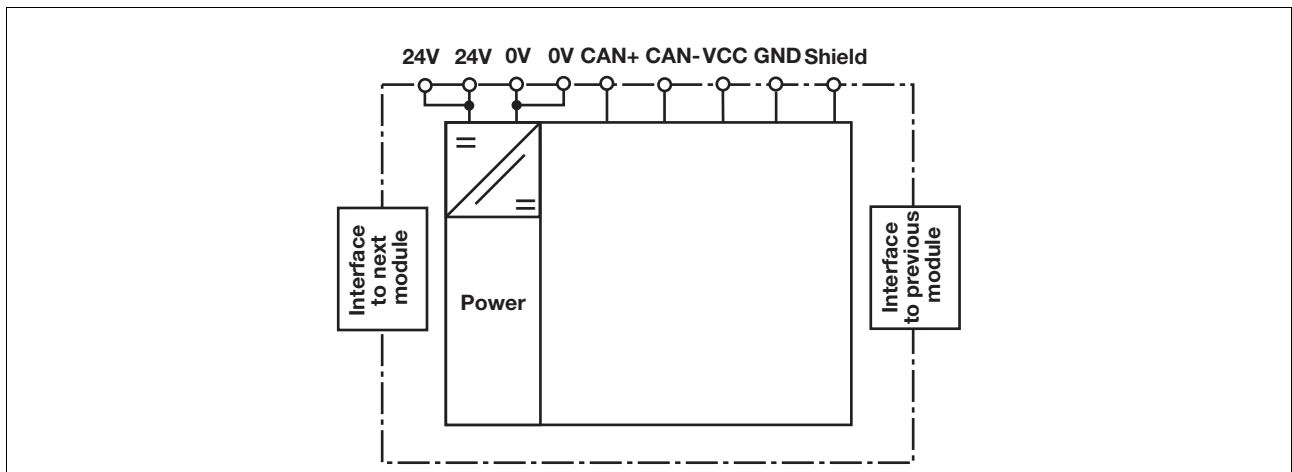 24V 24V 0V 0V CAN+ CAN- VCC GND Shield
Interface
to next
module
Power
Interface
to previous
module